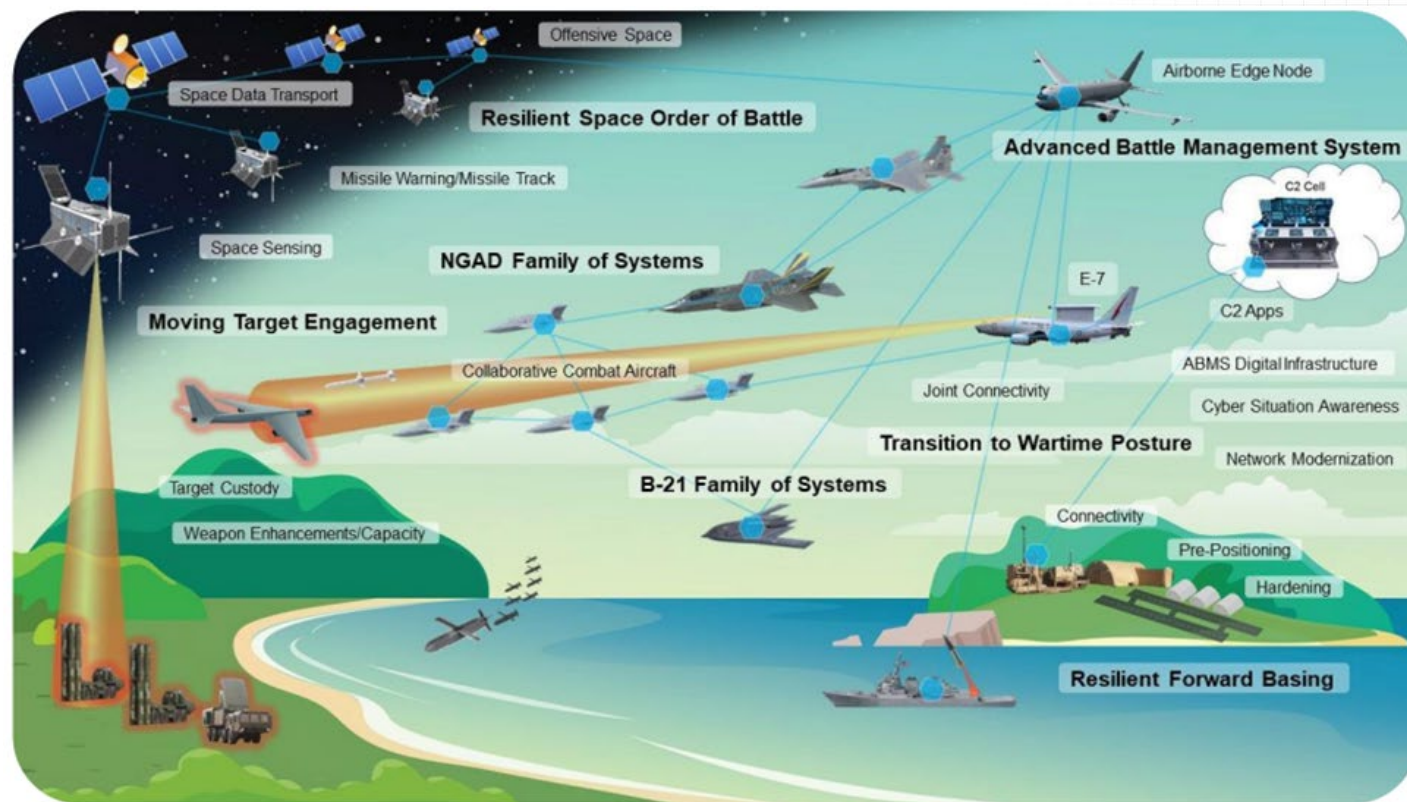 Offensive Space
Airborne Edge Node
Space Data Transport
Resilient Space Order of Battle
Advanced Battle Management System
Missile Warning/Missile Track
C2 Cell
Space Sensing
NGAD Family of Systems
E-7
C2 Apps
Moving Target Engagement
Collaborative Combat Aircraft
ABMS Digital Infrastructure
Joint Connectivity
Cyber Situation Awareness
Transition to Wartime Posture
Network Modernization
B-21 Family of Systems
Target Custody
Weapon Enhancements/Capacity
Connectivity
Pre-Positioning
Hardening
Resilient Forward Basing